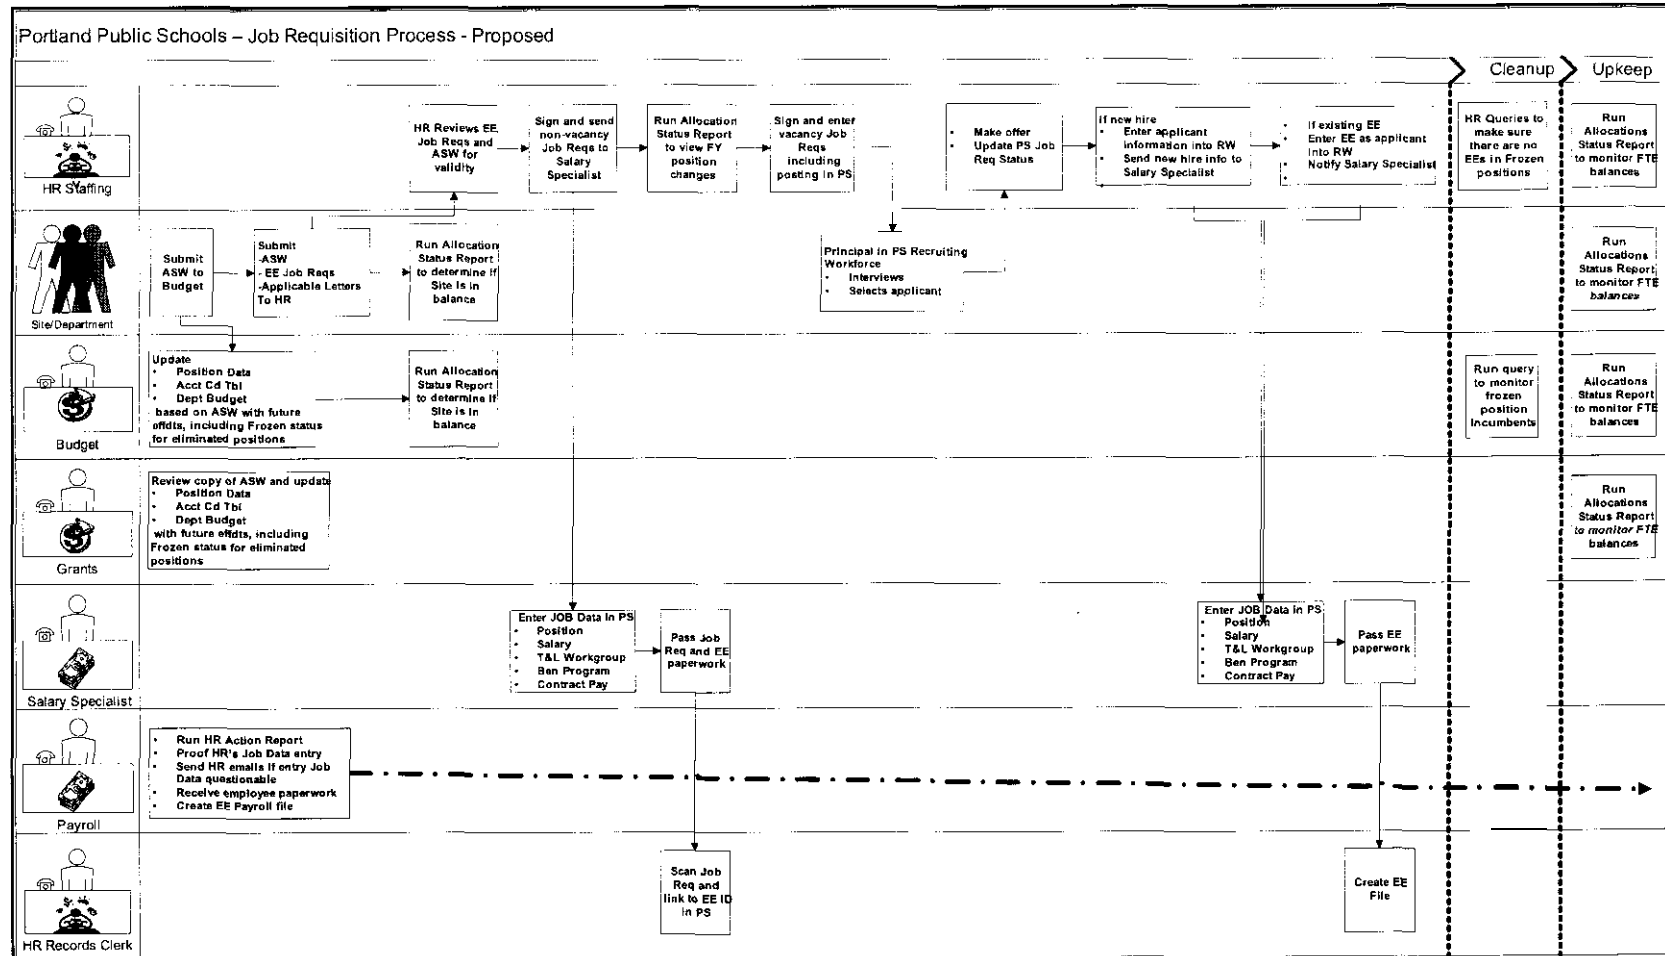 Portland Public Schools – Job Requisition Process - Proposed
Cleanup
Upkeep
HR Staffing
HR Reviews EE
Job Reqs and
ASW for
validity
Sign and send
non-vacancy
Job Reqs to
Salary
Specialist
Run Allocation
Status Report
to view FY
position
changes
Sign and enter
vacancy Job
Reqs
including
posting in PS
• Make offer
• Update PS Job
Req Status
If new hire
• Enter applicant
information into RW
• Send new hire info to
Salary Specialist
•
• If existing EE
• Enter EE as applicant
into RW
• Notify Salary Specialist
•
HR Queries to
make sure
there are no
EEs in Frozen
positions
Run
Allocations
Status Report
to monitor FTE
balances
Site/Department
Submit
ASW to
Budget
Submit
-ASW
- EE Job Reqs
-Applicable Letters
To HR
Run Allocation
Status Report
to determine if
Site is in
balance
Principal in PS Recruiting
Workforce
• Interviews
• Selects applicant
Run
Allocations
Status Report
to monitor FTE
balances
Budget
Update
• Position Data
• Acct Cd Tbl
• Dept Budget
based on ASW with future
effdts, including Frozen status
for eliminated positions
Run Allocation
Status Report
to determine if
Site is in
balance
Run query
to monitor
frozen
position
Incumbents
Run
Allocations
Status Report
to monitor FTE
balances
Grants
Review copy of ASW and update
• Position Data
• Acct Cd Tbl
• Dept Budget
with future effdts, including
Frozen status for eliminated
positions
Run
Allocations
Status Report
to monitor FTE
balances
Salary Specialist
Enter JOB Data in PS
• Position
• Salary
• T&L Workgroup
• Ben Program
• Contract Pay
Pass Job
Req and EE
paperwork
Enter JOB Data in PS
• Position
• Salary
• T&L Workgroup
• Ben Program
• Contract Pay
Pass EE
paperwork
Payroll
• Run HR Action Report
• Proof HR's Job Data entry
• Send HR emails if entry Job
Data questionable
• Receive employee paperwork
• Create EE Payroll file
HR Records Clerk
Scan Job
Req and
link to EE ID
in PS
Create EE
File